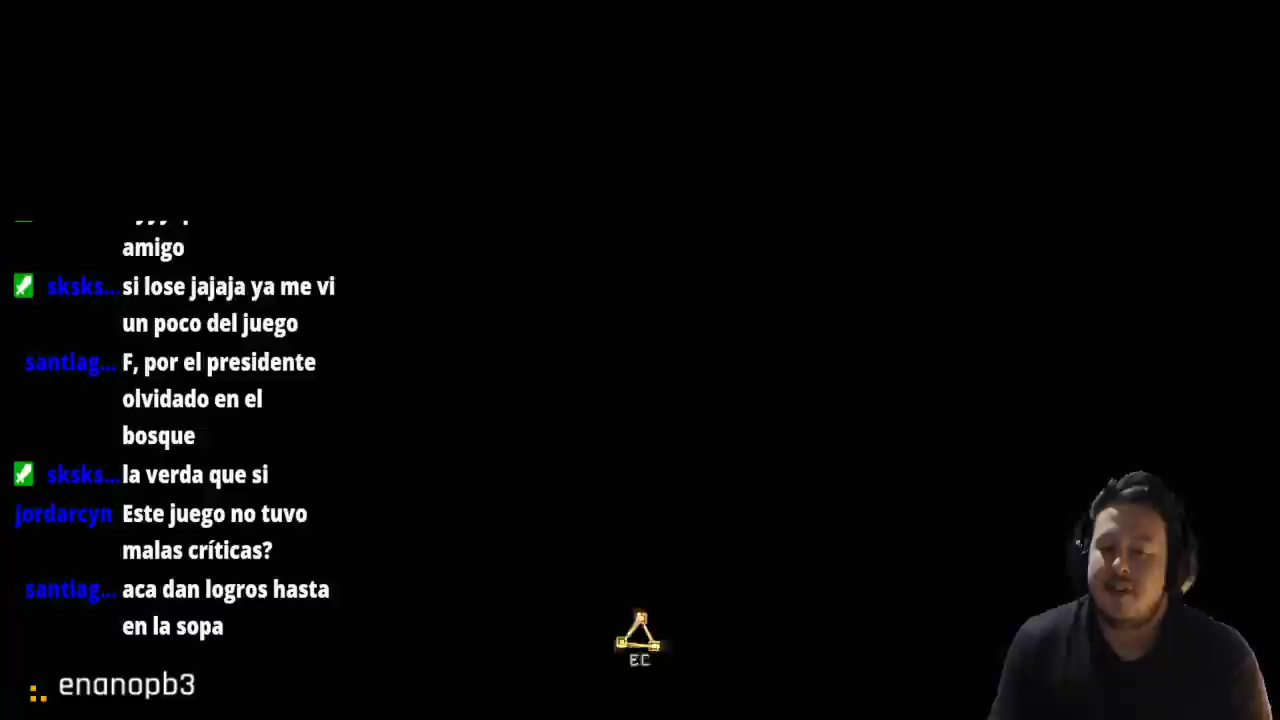 amigo
sksks... si lose jajaja ya me vi
un poco del juego
santiag... F, por el presidente
olvidado en el
bosque
sksks... la verda que si
jordarcyn Este juego no tuvo
malas críticas?
santiag... aca dan logros hasta
en la sopa
EC
enanopb3